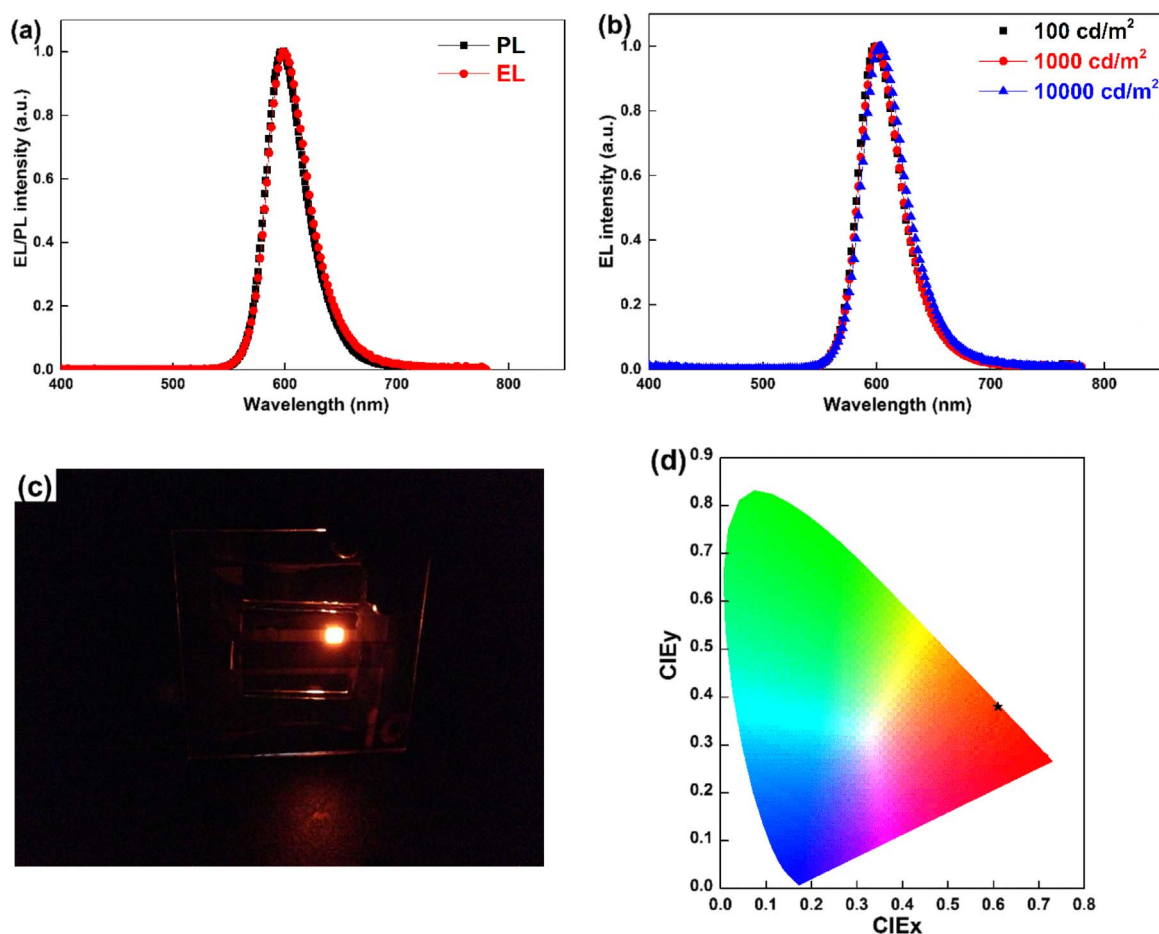 (a)
PL
EL
EL/PL intensity (a.u.)
1.0
0.8
0.6
0.4
0.2
0.0
400
500
600
700
800
Wavelength (nm)
(b)
100 cd/m²
1000 cd/m²
10000 cd/m²
EL intensity (a.u.)
1.0
0.8
0.6
0.4
0.2
0.0
400
500
600
700
800
Wavelength (nm)
(c)
(d)
CIEy
0.9
0.8
0.7
0.6
0.5
0.4
0.3
0.2
0.1
0.0
0.0 0.1 0.2 0.3 0.4 0.5 0.6 0.7 0.8
CIEx